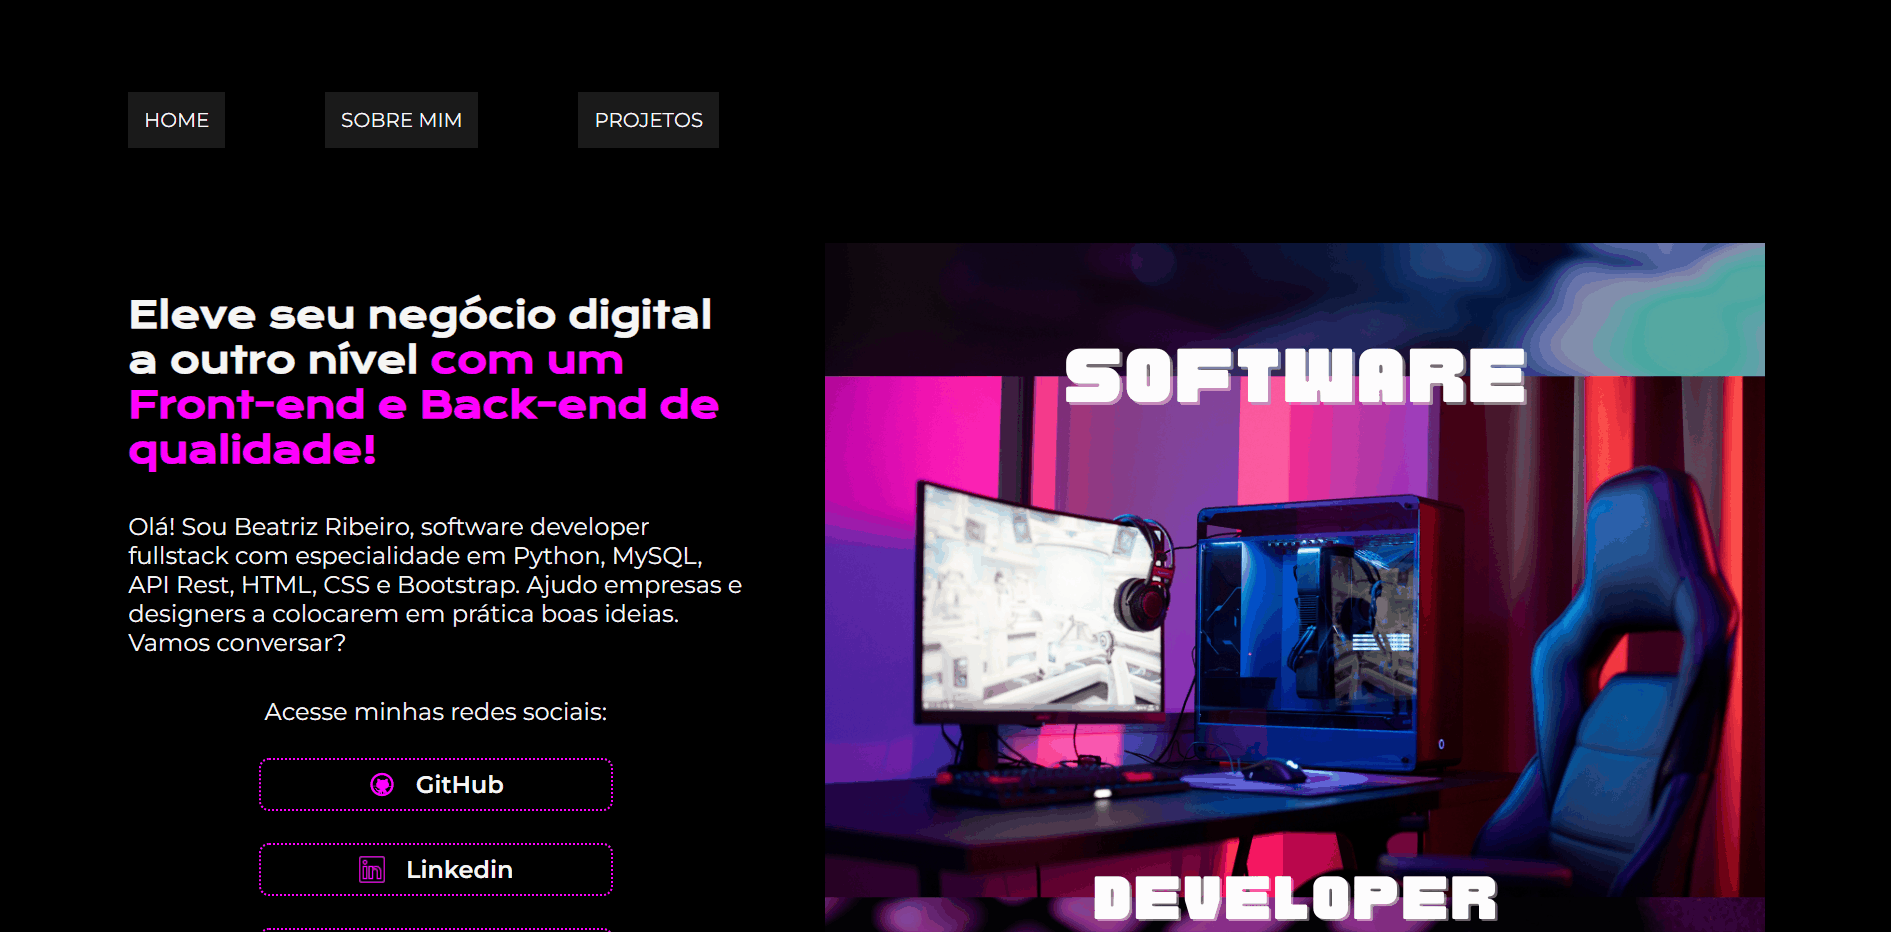 HOME
SOBRE MIM
PROJETOS
Eleve seu negócio digital
a outro nível com um
Front-end e Back-end de
qualidade!
Olá! Sou Beatriz Ribeiro, software developer
fullstack com especialidade em Python, MySQL,
API Rest, HTML, CSS e Bootstrap. Ajudo empresas e
designers a colocarem em prática boas ideias.
Vamos conversar?
Acesse minhas redes sociais:
GitHub
Linkedin
SOFTWARE
DEVELOPER